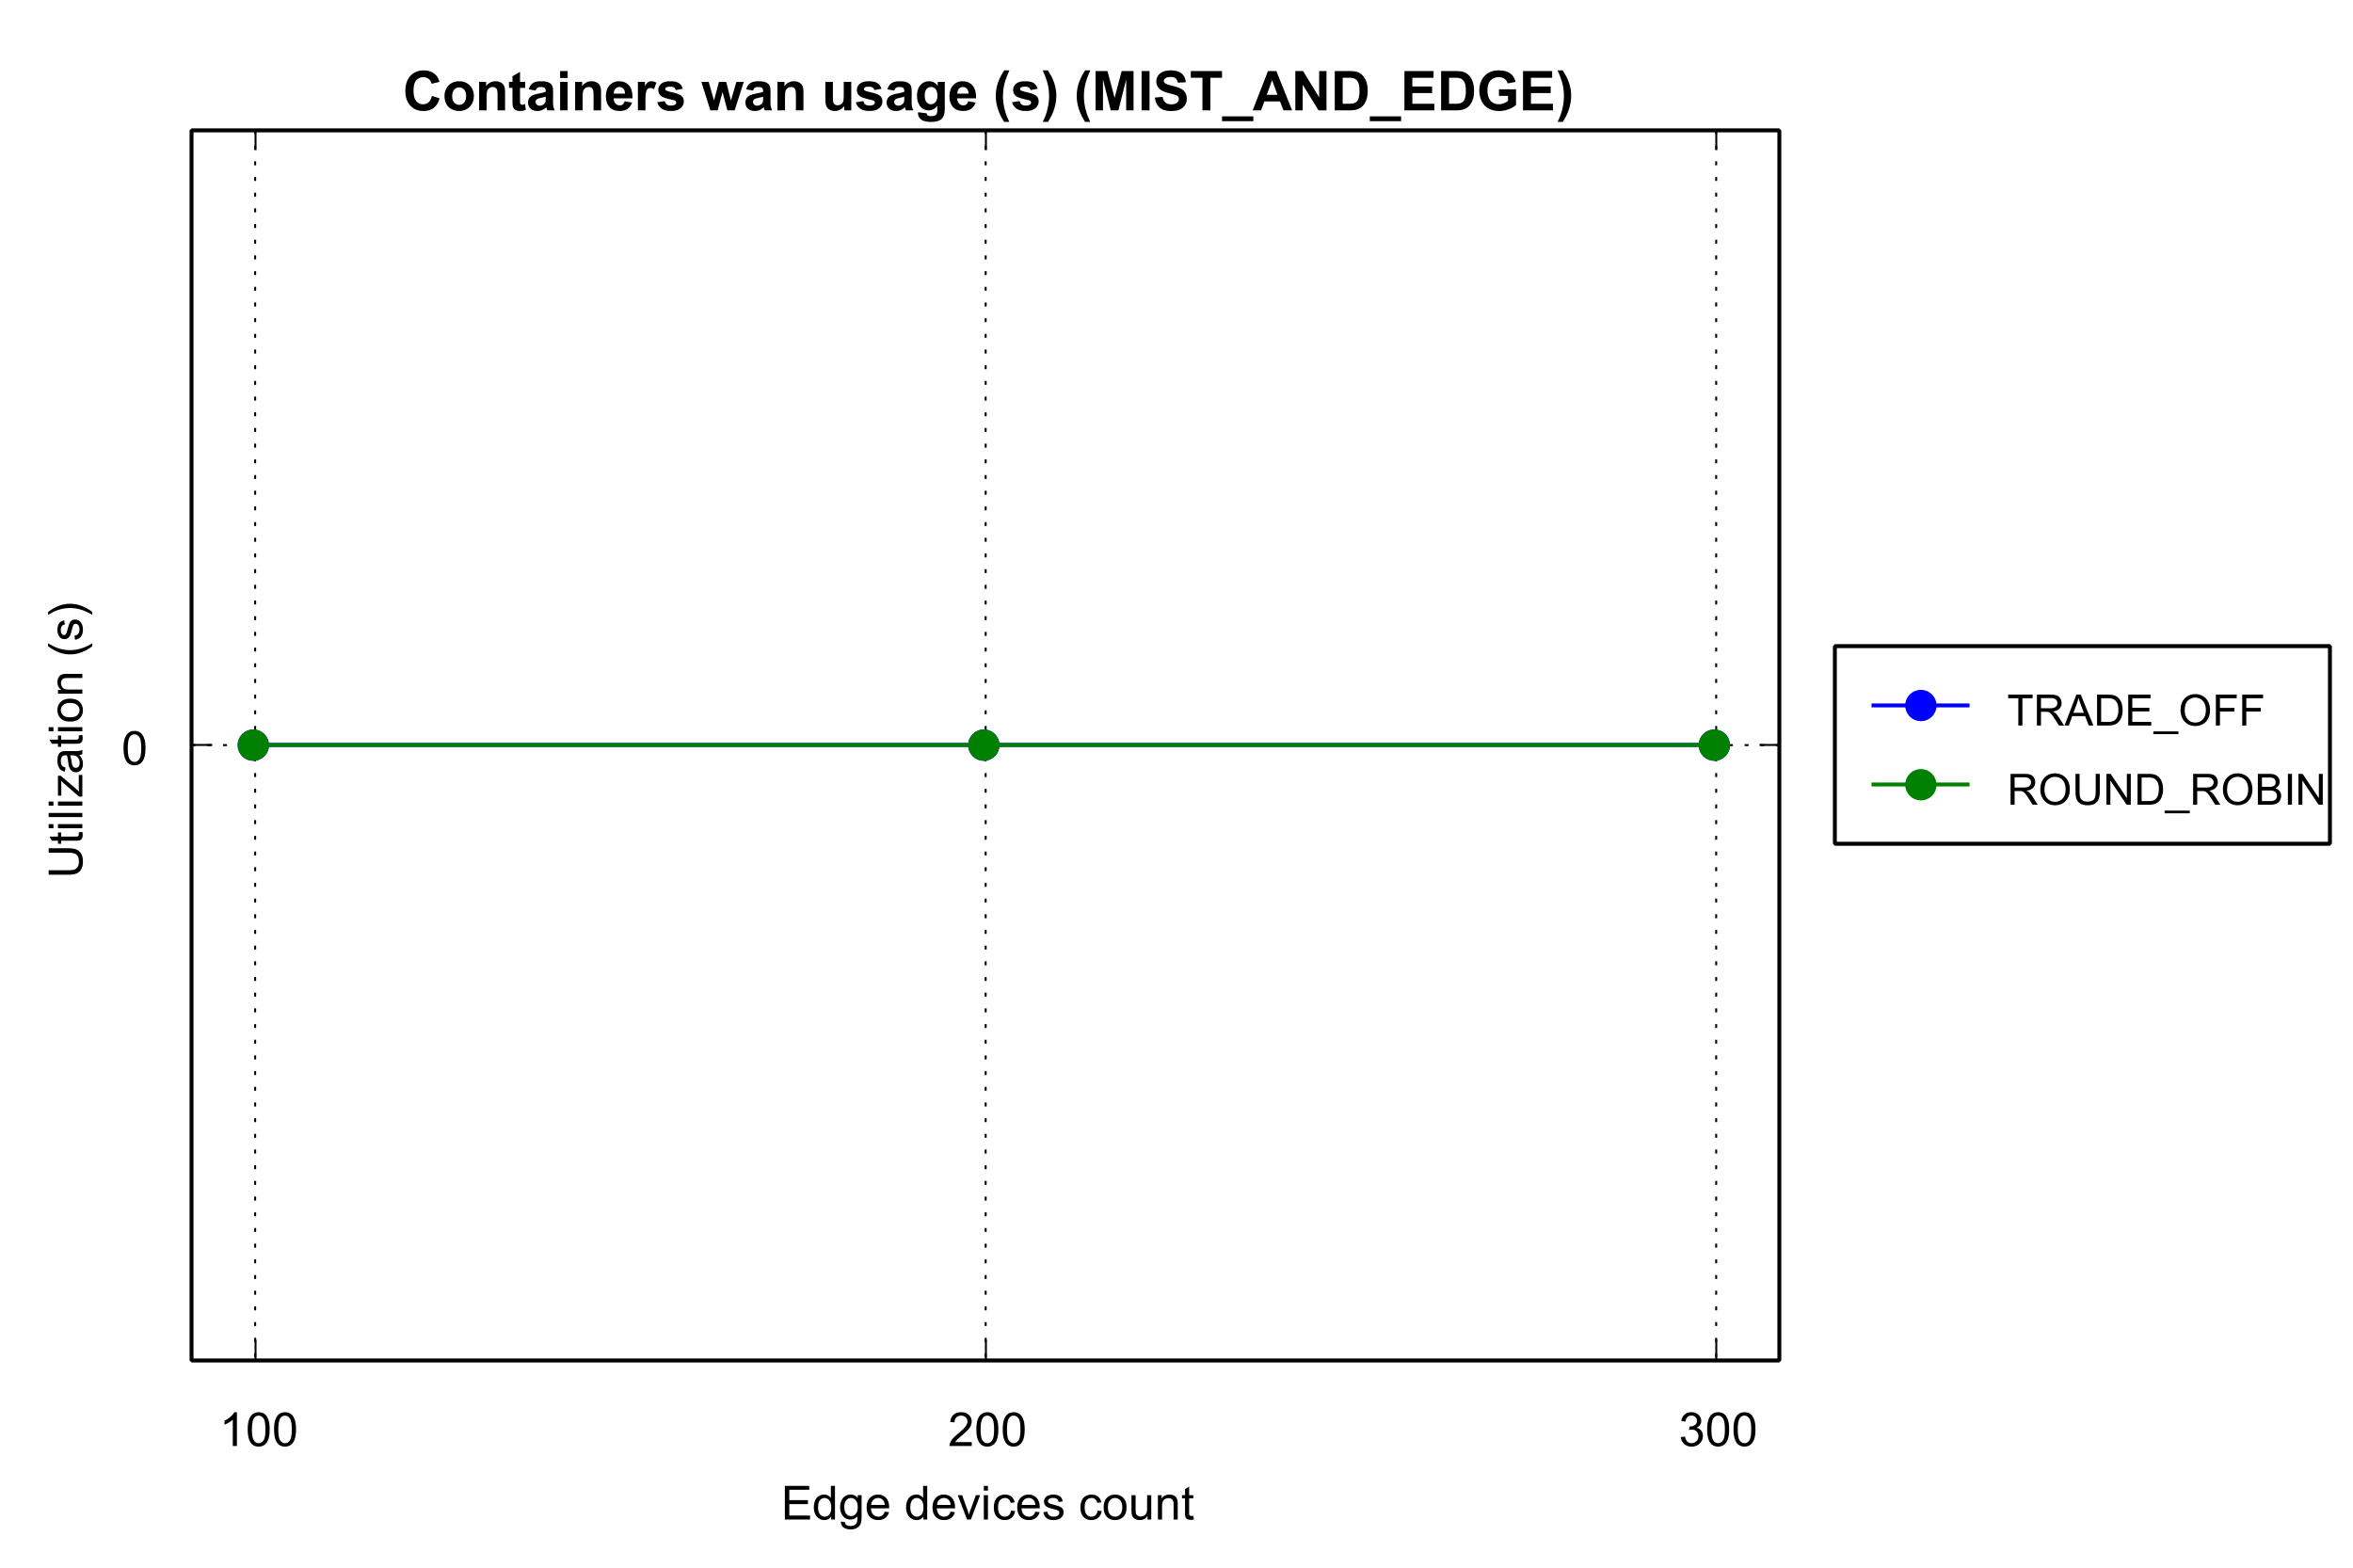 Containers wan usage (s) (MIST_AND_EDGE)
Utilization (s)
0
TRADE_OFF
ROUND_ROBIN
100 200 300
Edge devices count